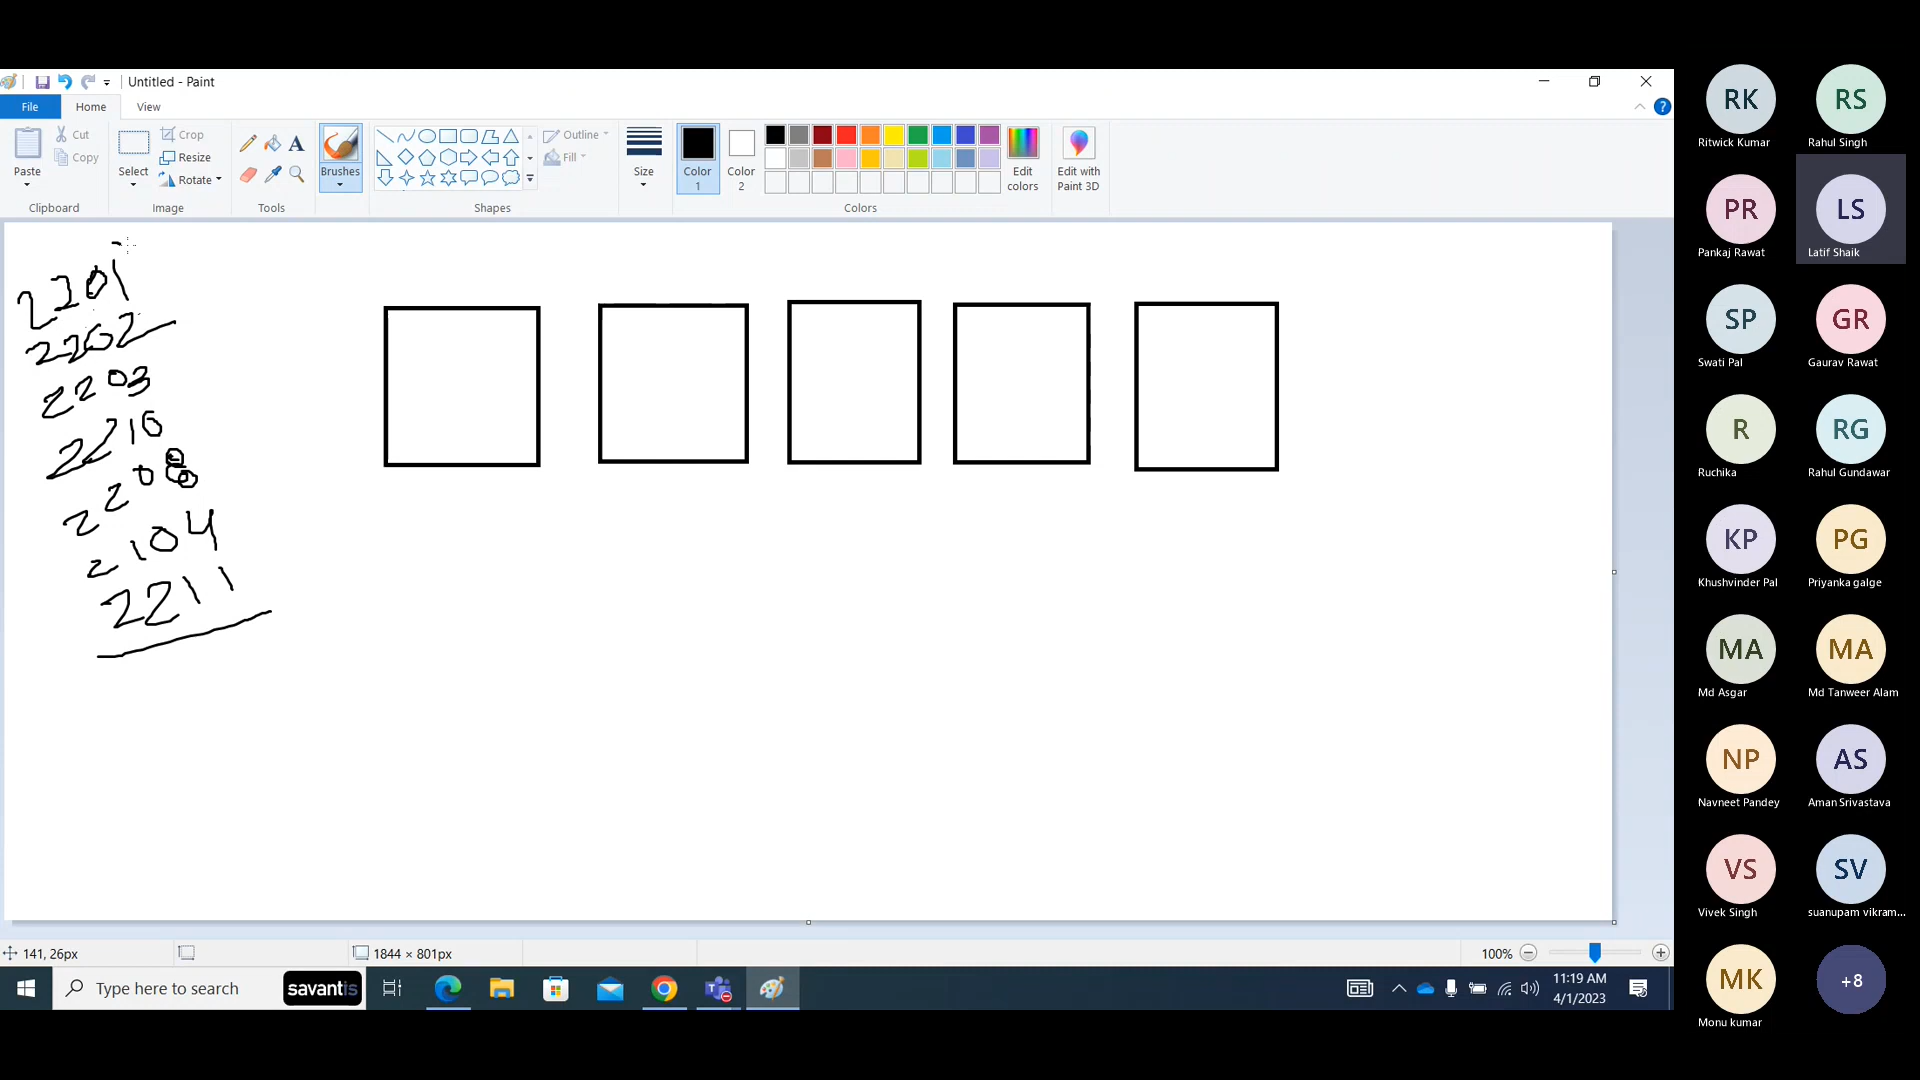 Untitled - Paint
File Home View
Paste Cut Copy Clipboard
Select Crop Resize Rotate Image
Tools
Brushes
Outline Fill Shapes
Size
Color 1 Color 2 Edit colors Colors
Edit with Paint 3D
2201
2202
2203
2210
2208
2104
2211
141, 26px
1844 × 801px
100%
Type here to search
savantis
11:19 AM
4/1/2023
RK RS
Ritwick Kumar Rahul Singh
PR LS
Pankaj Rawat Latif Shaik
SP GR
Swati Pal Gaurav Rawat
R RG
Ruchika Rahul Gundawar
KP PG
Khushvinder Pal Priyanka galge
MA MA
Md Asgar Md Tanweer Alam
NP AS
Navneet Pandey Aman Srivastava
VS SV
Vivek Singh suanupam vikram...
MK +8
Monu kumar